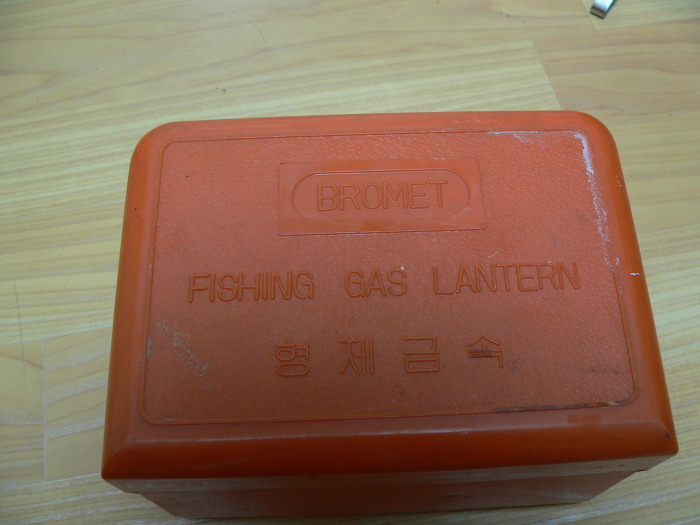 BROMET
FISHING GAS LANTERN
형제금속